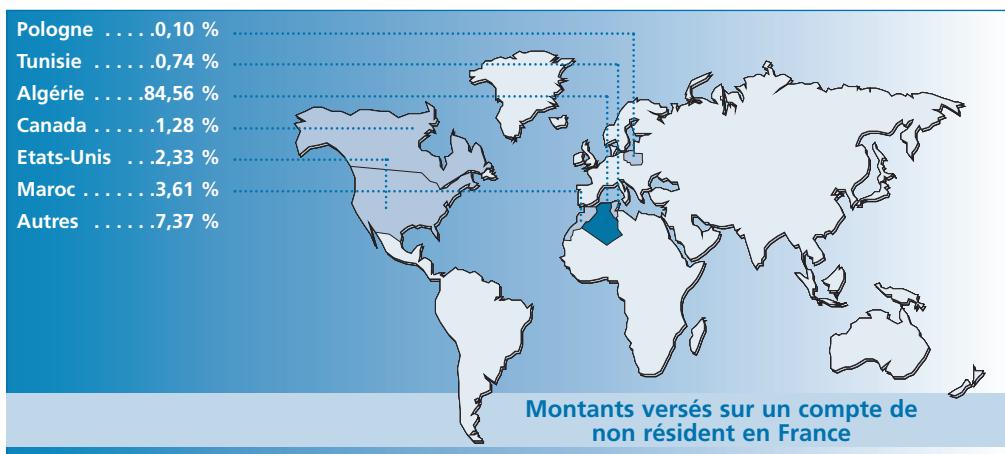 Pologne . . . . .0,10 %
Tunisie . . . . . .0,74 %
Algérie . . . . .84,56 %
Canada . . . . . .1,28 %
Etats-Unis . . .2,33 %
Maroc . . . . . . .3,61 %
Autres . . . . . .7,37 %
Montants versés sur un compte de
non résident en France